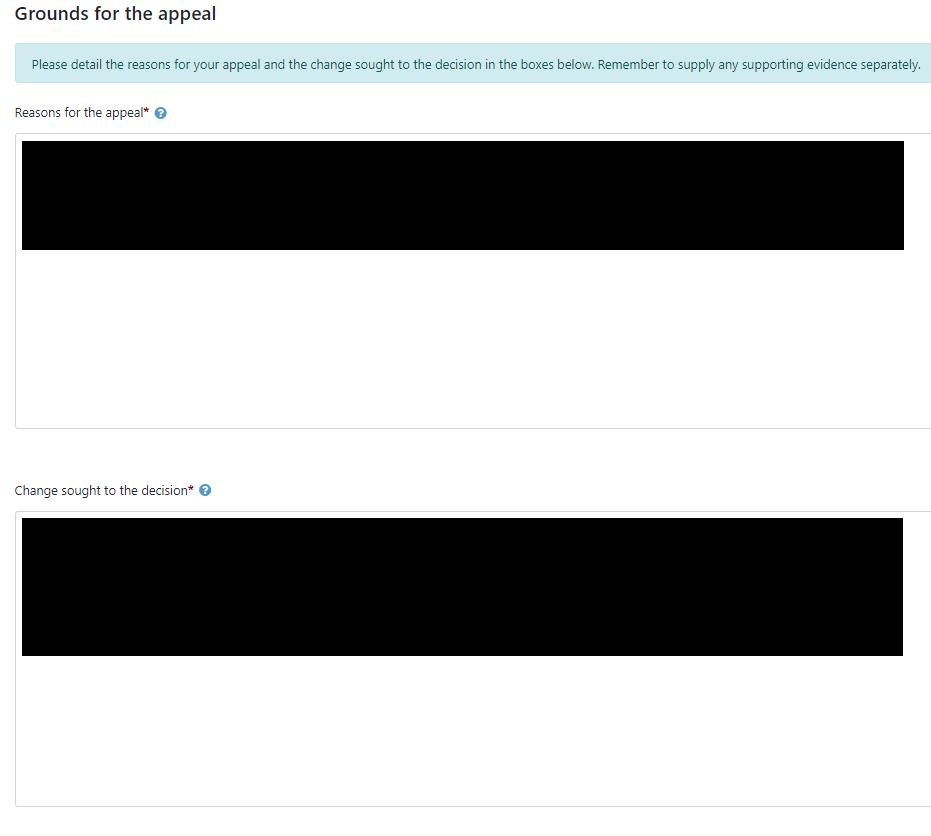 Grounds for the appeal
Please detail the reasons for your appeal and the change sought to the decision in the boxes below. Remember to supply any supporting evidence separately.
Reasons for the appeal* ?
Change sought to the decision* ?